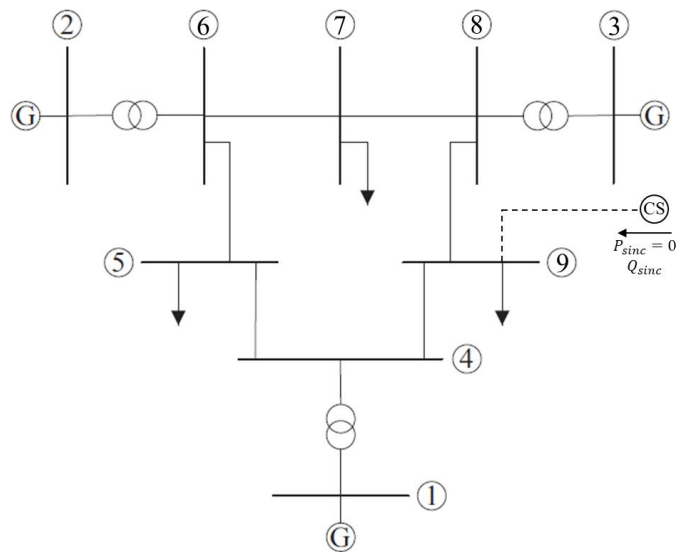 ② ⑥ ⑦ ⑧ ③
G G
CS
P_sinc = 0
Q_sinc
⑤ ⑨
④
①
G